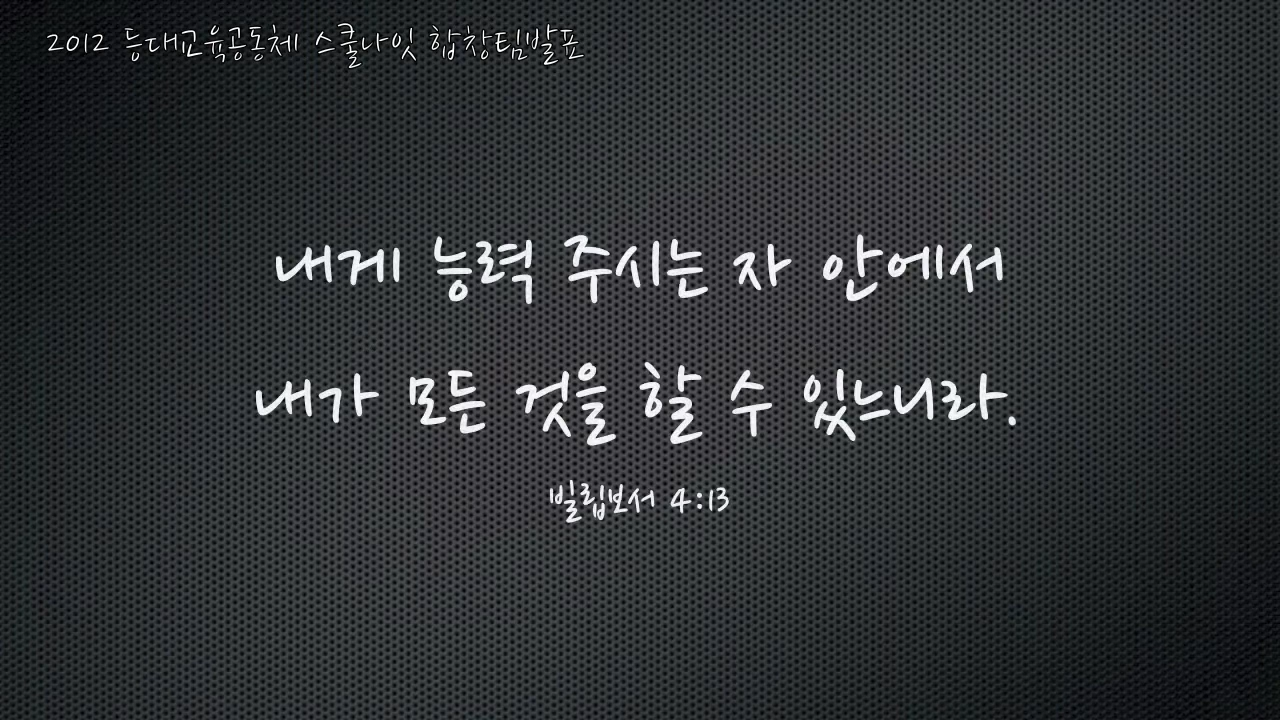 2012 등대교육공동체 스쿨나잇 합창팀발표
내게 능력 주시는 자 안에서
내가 모든 것을 할 수 있느니라.
빌립보서 4:13